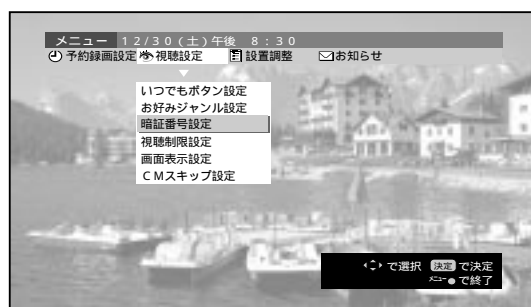 メニュー 12/30(土)午後 8:30
予約録画設定 視聴設定 設置調整 お知らせ
いつでもボタン設定
お好みジャンル設定
暗証番号設定
視聴制限設定
画面表示設定
CMスキップ設定
で選択 決定 で決定
メニュー で終了